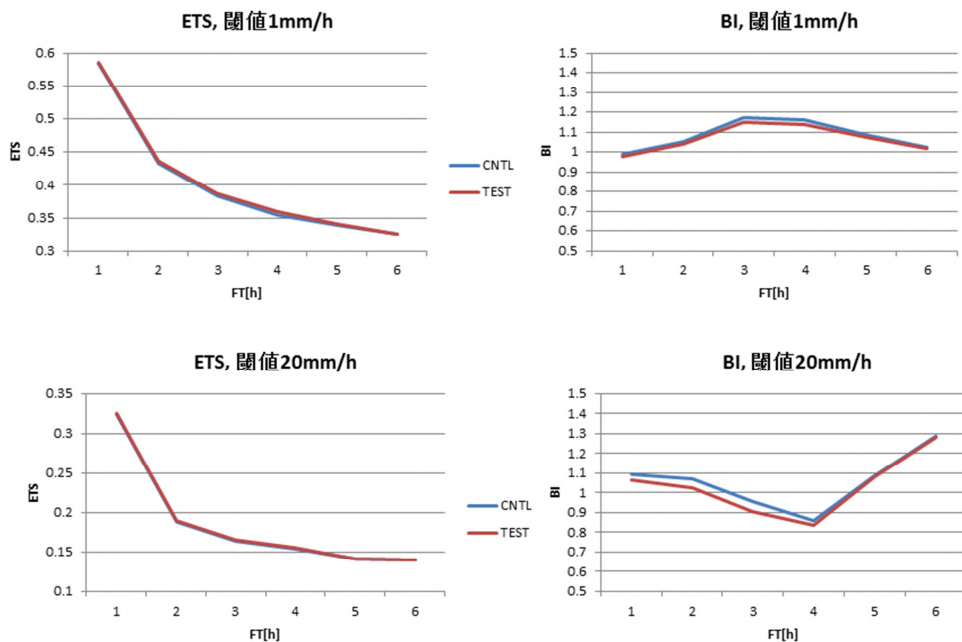 ETS, 閾値1mm/h
0.6
0.55
0.5
0.45
0.4
0.35
0.3
ETS
1 2 3 4 5 6
FT[h]
CNTL
TEST
BI, 閾値1mm/h
1.5
1.4
1.3
1.2
1.1
1
0.9
0.8
0.7
0.6
0.5
BI
1 2 3 4 5 6
FT[h]
ETS, 閾値20mm/h
0.35
0.3
0.25
0.2
0.15
0.1
ETS
1 2 3 4 5 6
FT[h]
CNTL
TEST
BI, 閾値20mm/h
1.5
1.4
1.3
1.2
1.1
1
0.9
0.8
0.7
0.6
0.5
BI
1 2 3 4 5 6
FT[h]